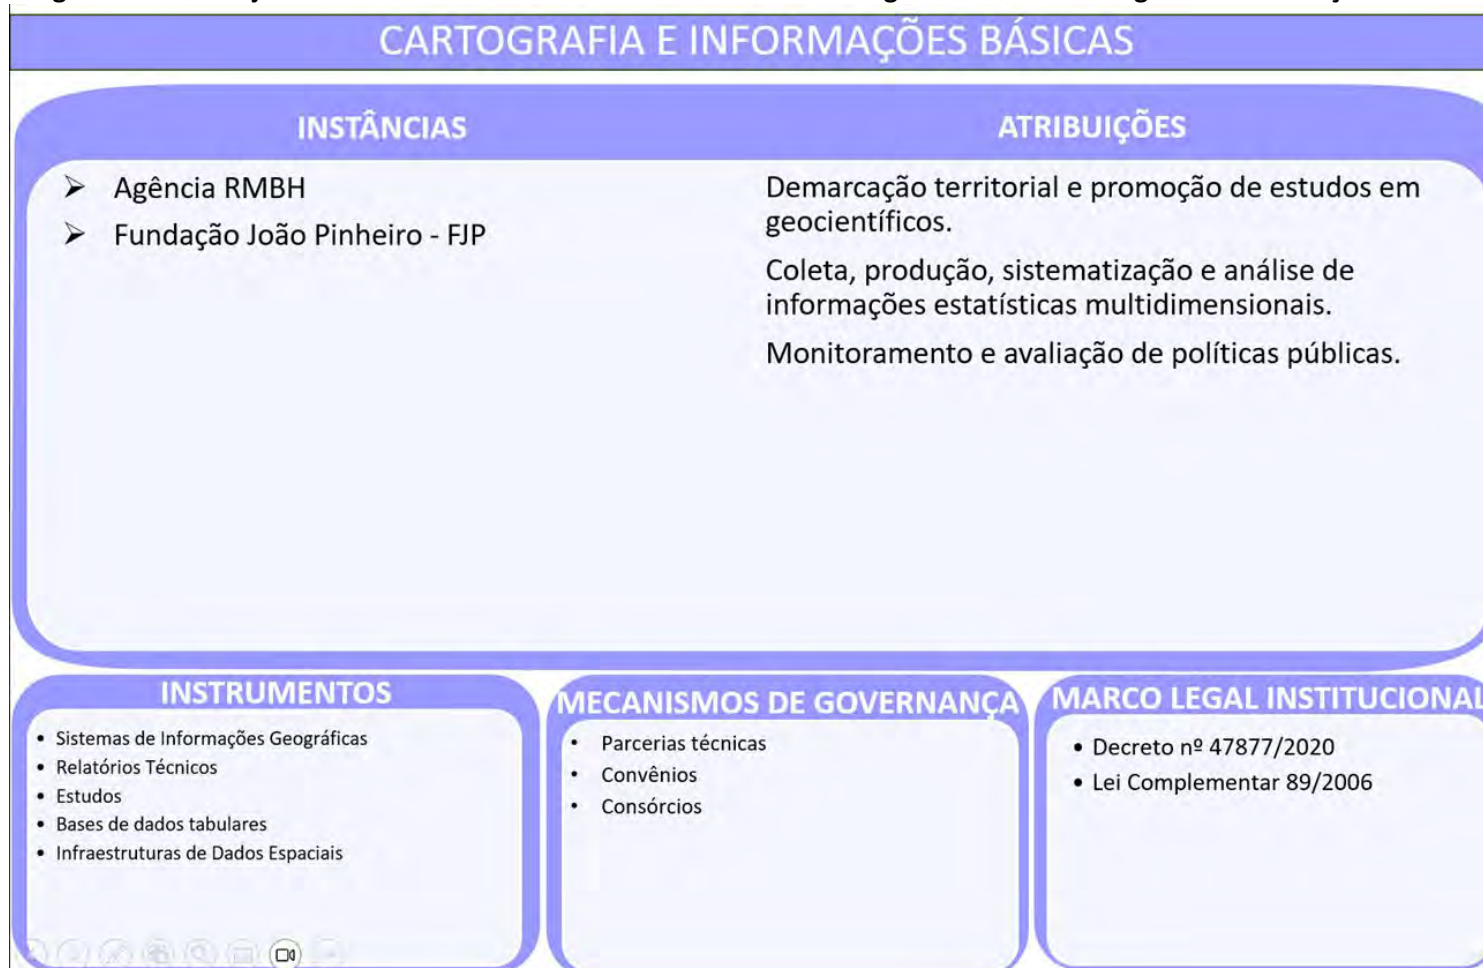 CARTOGRAFIA E INFORMAÇÕES BÁSICAS
INSTÂNCIAS
➢ Agência RMBH
➢ Fundação João Pinheiro - FJP
ATRIBUIÇÕES
Demarcação territorial e promoção de estudos em
geocientíficos.
Coleta, produção, sistematização e análise de
informações estatísticas multidimensionais.
Monitoramento e avaliação de políticas públicas.
INSTRUMENTOS
• Sistemas de Informações Geográficas
• Relatórios Técnicos
• Estudos
• Bases de dados tabulares
• Infraestruturas de Dados Espaciais
MECANISMOS DE GOVERNANÇA
• Parcerias técnicas
• Convênios
• Consórcios
MARCO LEGAL INSTITUCIONAL
• Decreto nº 47877/2020
• Lei Complementar 89/2006